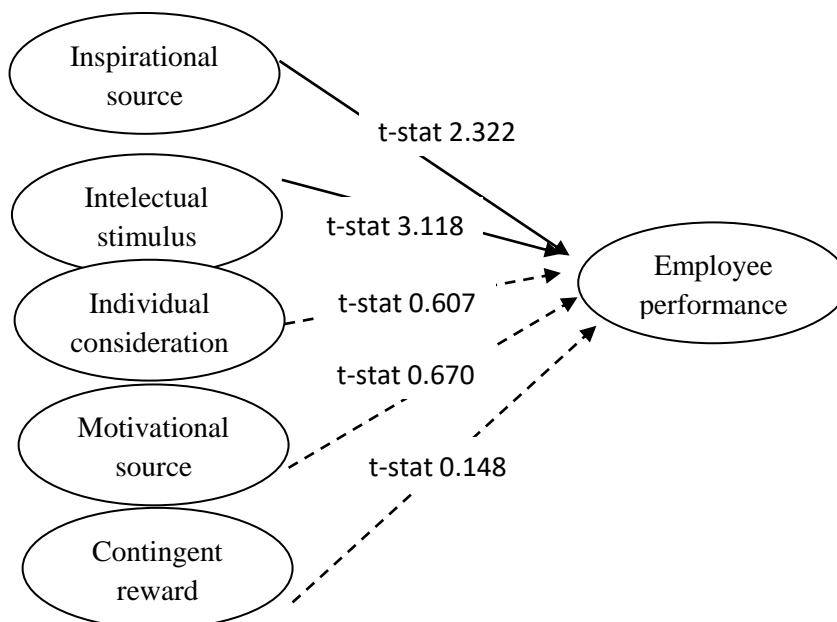 Inspirational
source
t-stat 2.322
Intelectual
stimulus
t-stat 3.118
Employee
performance
Individual
consideration
t-stat 0.607
t-stat 0.670
Motivational
source
t-stat 0.148
Contingent
reward